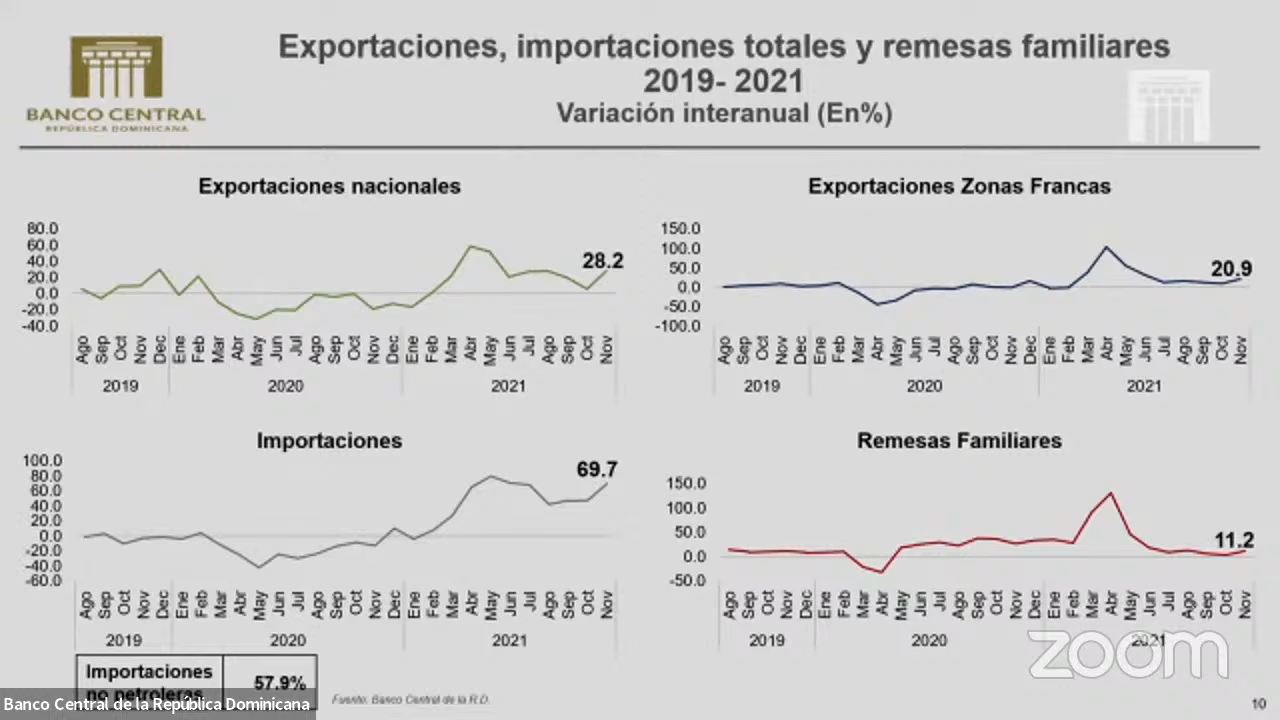 BANCO CENTRAL
REPÚBLICA DOMINICANA
Exportaciones, importaciones totales y remesas familiares
2019- 2021
Variación interanual (En%)
Exportaciones nacionales
80.0
60.0
40.0
20.0
0.0
-20.0
-40.0
28.2
Ago Sep Oct Nov Dec Ene Feb Mar Abr May Jun Jul Ago Sep Oct Nov Dec Ene Feb Mar Abr May Jun Jul Ago Sep Oct Nov
2019 2020 2021
Exportaciones Zonas Francas
150.0
100.0
50.0
0.0
-50.0
-100.0
20.9
Ago Sep Oct Nov Dec Ene Feb Mar Abr May Jun Jul Ago Sep Oct Nov Dec Ene Feb Mar Abr May Jun Jul Ago Sep Oct Nov
2019 2020 2021
Importaciones
100.0
80.0
60.0
40.0
20.0
0.0
-20.0
-40.0
-60.0
69.7
Ago Sep Oct Nov Dec Ene Feb Mar Abr May Jun Jul Ago Sep Oct Nov Dec Ene Feb Mar Abr May Jun Jul Ago Sep Oct Nov
2019 2020 2021
Remesas Familiares
150.0
100.0
50.0
0.0
-50.0
11.2
Ago Sep Oct Nov Dec Ene Feb Mar Abr May Jun Jul Ago Sep Oct Nov Dec Ene Feb Mar Abr May Jun Jul Ago Sep Oct Nov
2019 2020 2021
zoom
Importaciones
no petroleras
57.9%
Banco Central de la República Dominicana
Fuente: Banco Central de la R.D.
10